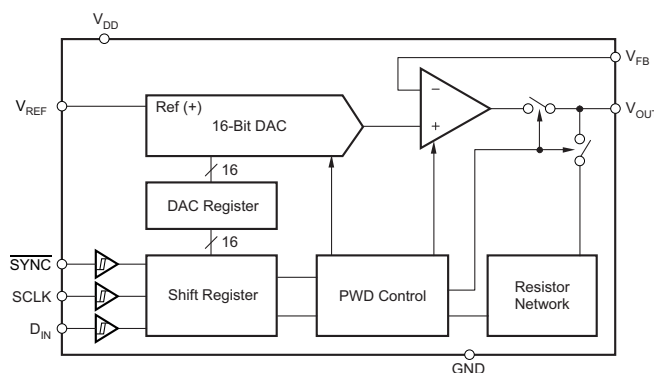 VDD
VFB
VREF
Ref (+)
16-Bit DAC
−
+
VOUT
16
DAC Register
16
SYNC
SCLK
DIN
Shift Register
PWD Control
Resistor
Network
GND